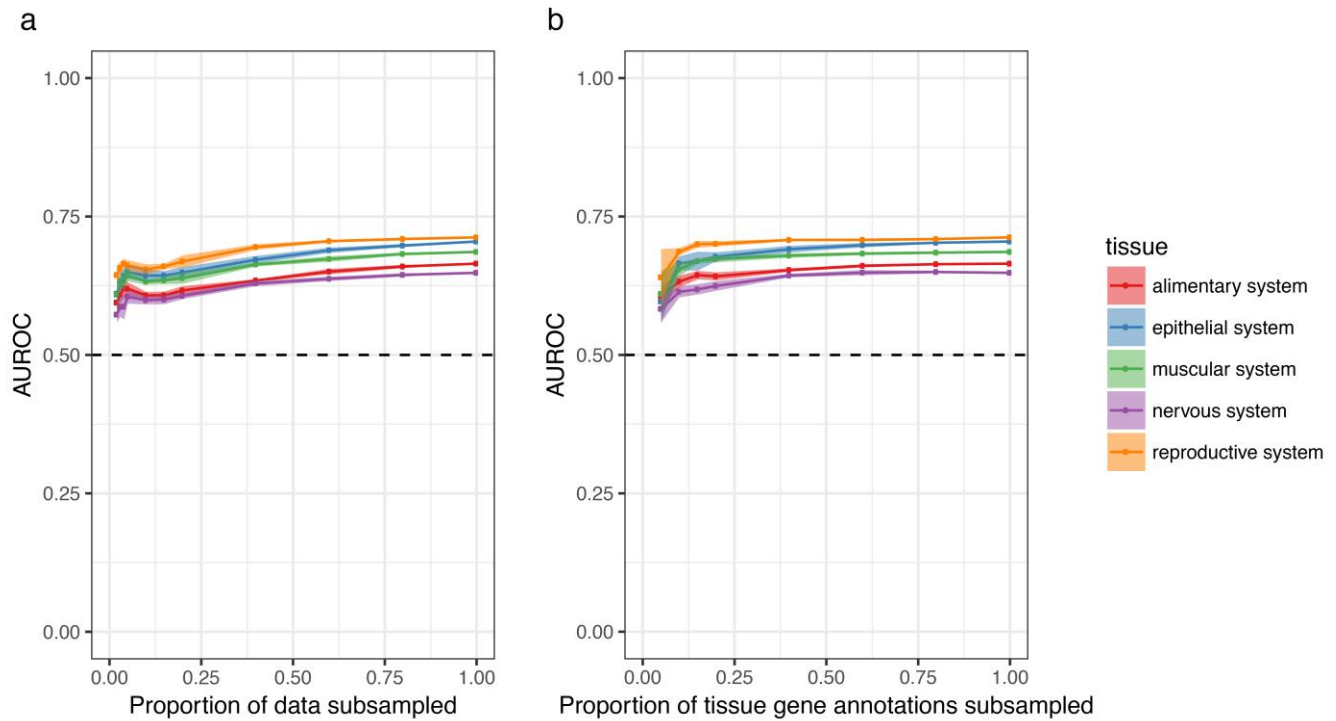 a
1.00
0.75
0.50
0.25
0.00
AUROC
0.00 0.25 0.50 0.75 1.00
Proportion of data subsampled
b
1.00
0.75
0.50
0.25
0.00
AUROC
0.00 0.25 0.50 0.75 1.00
Proportion of tissue gene annotations subsampled
tissue
alimentary system
epithelial system
muscular system
nervous system
reproductive system